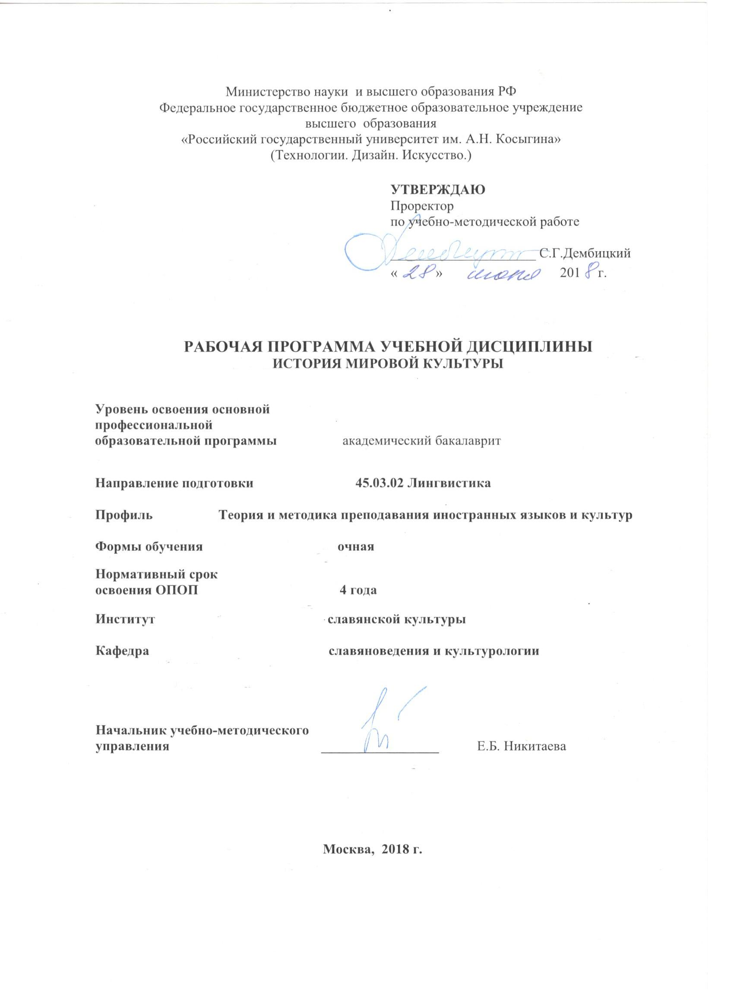 Министерство науки и высшего образования РФ
Федеральное государственное бюджетное образовательное учреждение
высшего образования
«Российский государственный университет им. А.Н. Косыгина»
(Технологии. Дизайн. Искусство.)
УТВЕРЖДАЮ
Проректор
по учебно-методической работе
С.Г.Дембицкий
« 28 » июня 2018 г.
РАБОЧАЯ ПРОГРАММА УЧЕБНОЙ ДИСЦИПЛИНЫ
ИСТОРИЯ МИРОВОЙ КУЛЬТУРЫ
Уровень освоения основной
профессиональной
образовательной программы академический бакалаврит
Направление подготовки 45.03.02 Лингвистика
Профиль Теория и методика преподавания иностранных языков и культур
Формы обучения очная
Нормативный срок
освоения ОПОП 4 года
Институт славянской культуры
Кафедра славяноведения и культурологии
Начальник учебно-методического
управления Е.Б. Никитаева
Москва, 2018 г.